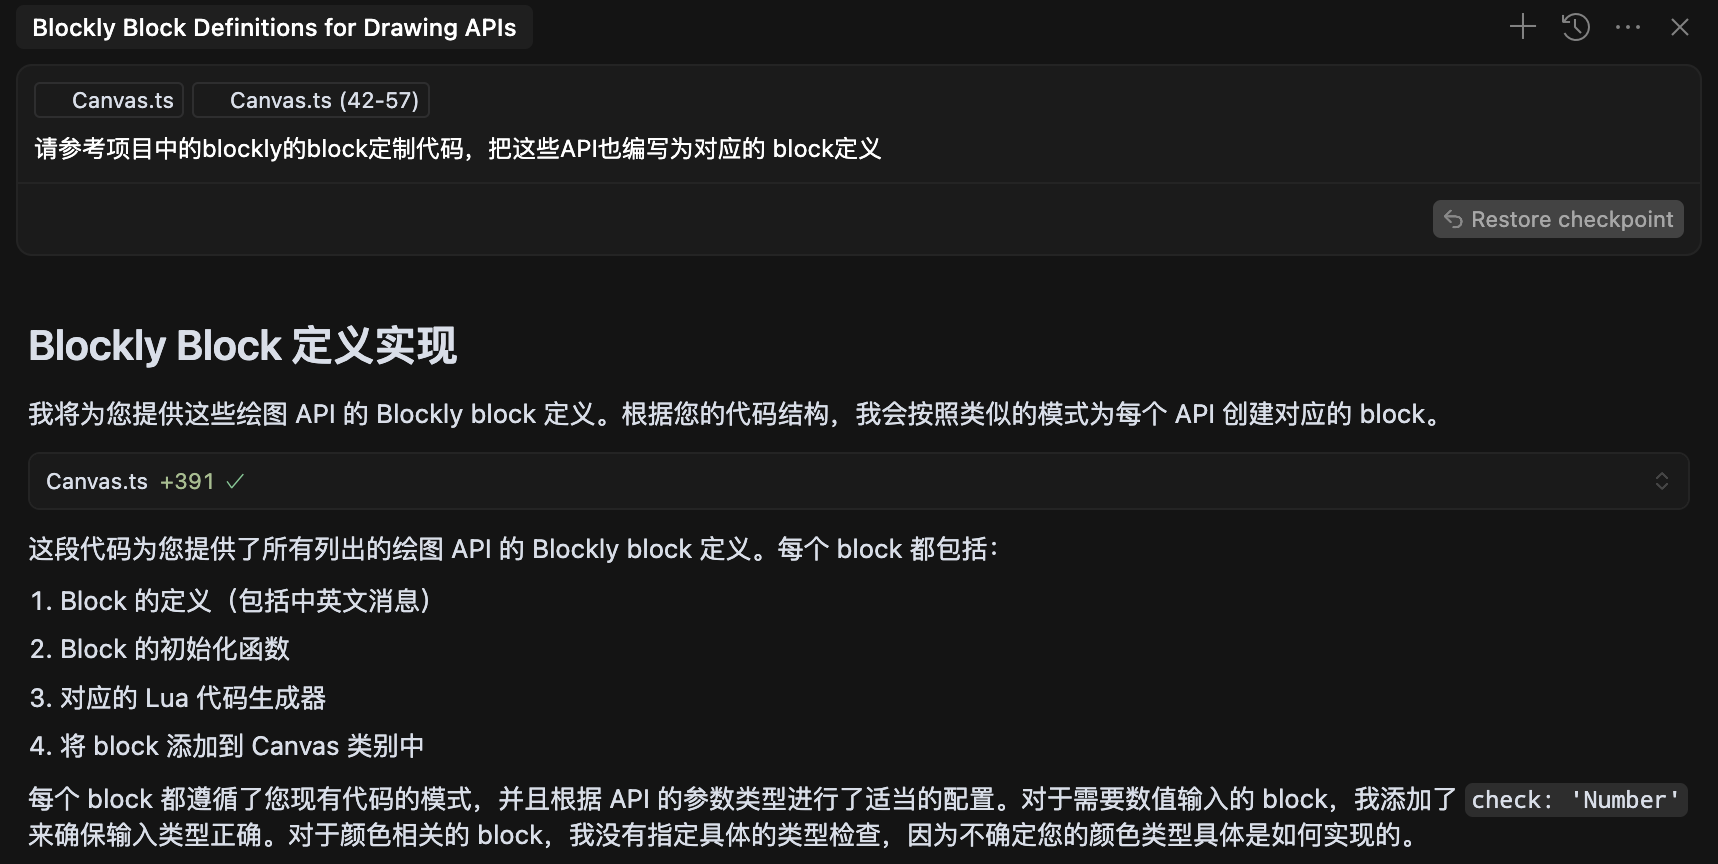 Blockly Block Definitions for Drawing APIs
Canvas.ts
Canvas.ts (42-57)
请参考项目中的blockly的block定制代码，把这些API也编写为对应的 block定义
Restore checkpoint
Blockly Block 定义实现
我将为您提供这些绘图 API 的 Blockly block 定义。根据您的代码结构，我会按照类似的模式为每个 API 创建对应的 block。
Canvas.ts +391
这段代码为您提供了所有列出的绘图 API 的 Blockly block 定义。每个 block 都包括：
1. Block 的定义（包括中英文消息）
2. Block 的初始化函数
3. 对应的 Lua 代码生成器
4. 将 block 添加到 Canvas 类别中
每个 block 都遵循了您现有代码的模式，并且根据 API 的参数类型进行了适当的配置。对于需要数值输入的 block，我添加了 check: 'Number'
来确保输入类型正确。对于颜色相关的 block，我没有指定具体的类型检查，因为不确定您的颜色类型具体是如何实现的。